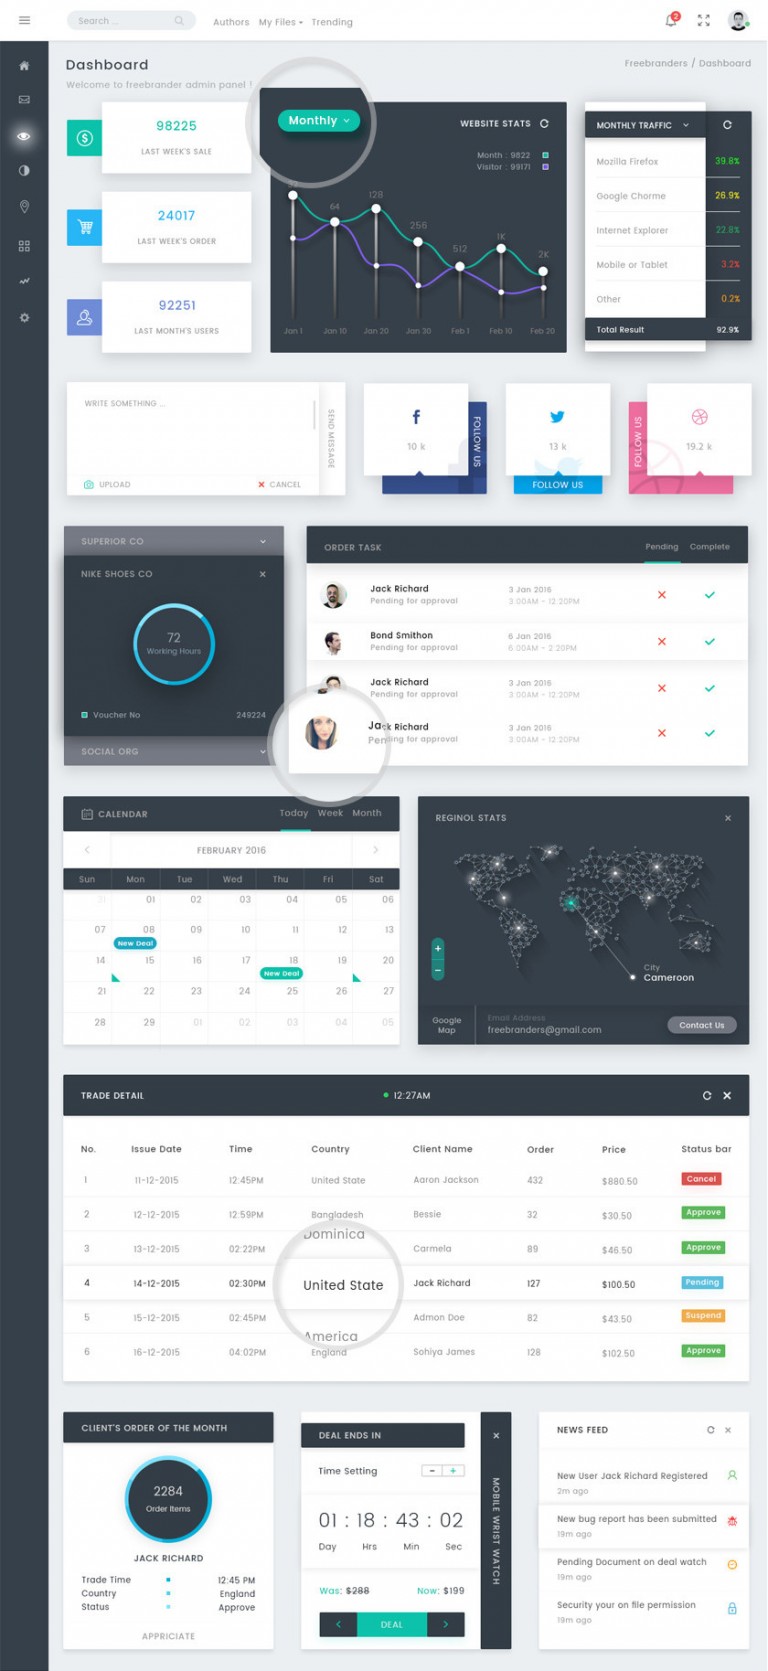 Search ...
Authors My Files Trending
2
Dashboard
Freebranders / Dashboard
Welcome to freebrander admin panel !
98225
LAST WEEK'S SALE
24017
LAST WEEK'S ORDER
92251
LAST MONTH'S USERS
Monthly
WEBSITE STATS
Month : 9822
Visitor : 99171
64
128
256
512
1K
2K
Jan 1 Jan 10 Jan 20 Jan 30 Feb 1 Feb 10 Feb 20
MONTHLY TRAFFIC
Mozilla Firefox 39.8%
Google Chorme 26.9%
Internet Explorer 22.8%
Mobile or Tablet 3.2%
Other 0.2%
Total Result 92.9%
WRITE SOMETHING ...
SEND MESSAGE
UPLOAD
CANCEL
10 k
FOLLOW US
13 k
FOLLOW US
FOLLOW US
19.2 k
SUPERIOR CO
NIKE SHOES CO
72
Working Hours
Voucher No 249224
SOCIAL ORG
ORDER TASK
Pending Complete
Jack Richard 3 Jan 2016
Pending for approval 3:00AM - 12:20PM
Bond Smithon 6 Jan 2016
Pending for approval 6:00AM - 2:20PM
Jack Richard 3 Jan 2016
Pending for approval 3:00AM - 12:20PM
Jack Richard 3 Jan 2016
Pending for approval 3:00AM - 12:20PM
CALENDAR
Today Week Month
FEBRUARY 2016
Sun Mon Tue Wed Thu Fri Sat
31 01 02 03 04 05 06
07 08 09 10 11 12 13
New Deal
14 15 16 17 18 19 20
New Deal
21 22 23 24 25 26 27
28 29 01 02 03 04 05
REGINOL STATS
+
−
City
Cameroon
Google
Map
Email Address
freebranders@gmail.com
Contact Us
TRADE DETAIL
12:27AM
No. Issue Date Time Country Client Name Order Price Status bar
1 11-12-2015 12:45PM United State Aaron Jackson 432 $880.50 Cancel
2 12-12-2015 12:59PM Bangladesh Bessie 32 $30.50 Approve
3 13-12-2015 02:22PM Dominica Carmela 89 $46.50 Approve
4 14-12-2015 02:30PM United State Jack Richard 127 $100.50 Pending
5 15-12-2015 02:45PM America Admon Doe 82 $43.50 Suspend
6 16-12-2015 04:02PM England Sohiya James 128 $102.50 Approve
CLIENT'S ORDER OF THE MONTH
2284
Order Items
JACK RICHARD
Trade Time 12:45 PM
Country England
Status Approve
APPRICIATE
DEAL ENDS IN
Time Setting − +
01 : 18 : 43 : 02
Day Hrs Min Sec
Was: $288 Now: $199
DEAL
MOBILE WRIST WATCH
NEWS FEED
New User Jack Richard Registered
2m ago
New bug report has been submitted
19m ago
Pending Document on deal watch
19m ago
Security your on file permission
19m ago